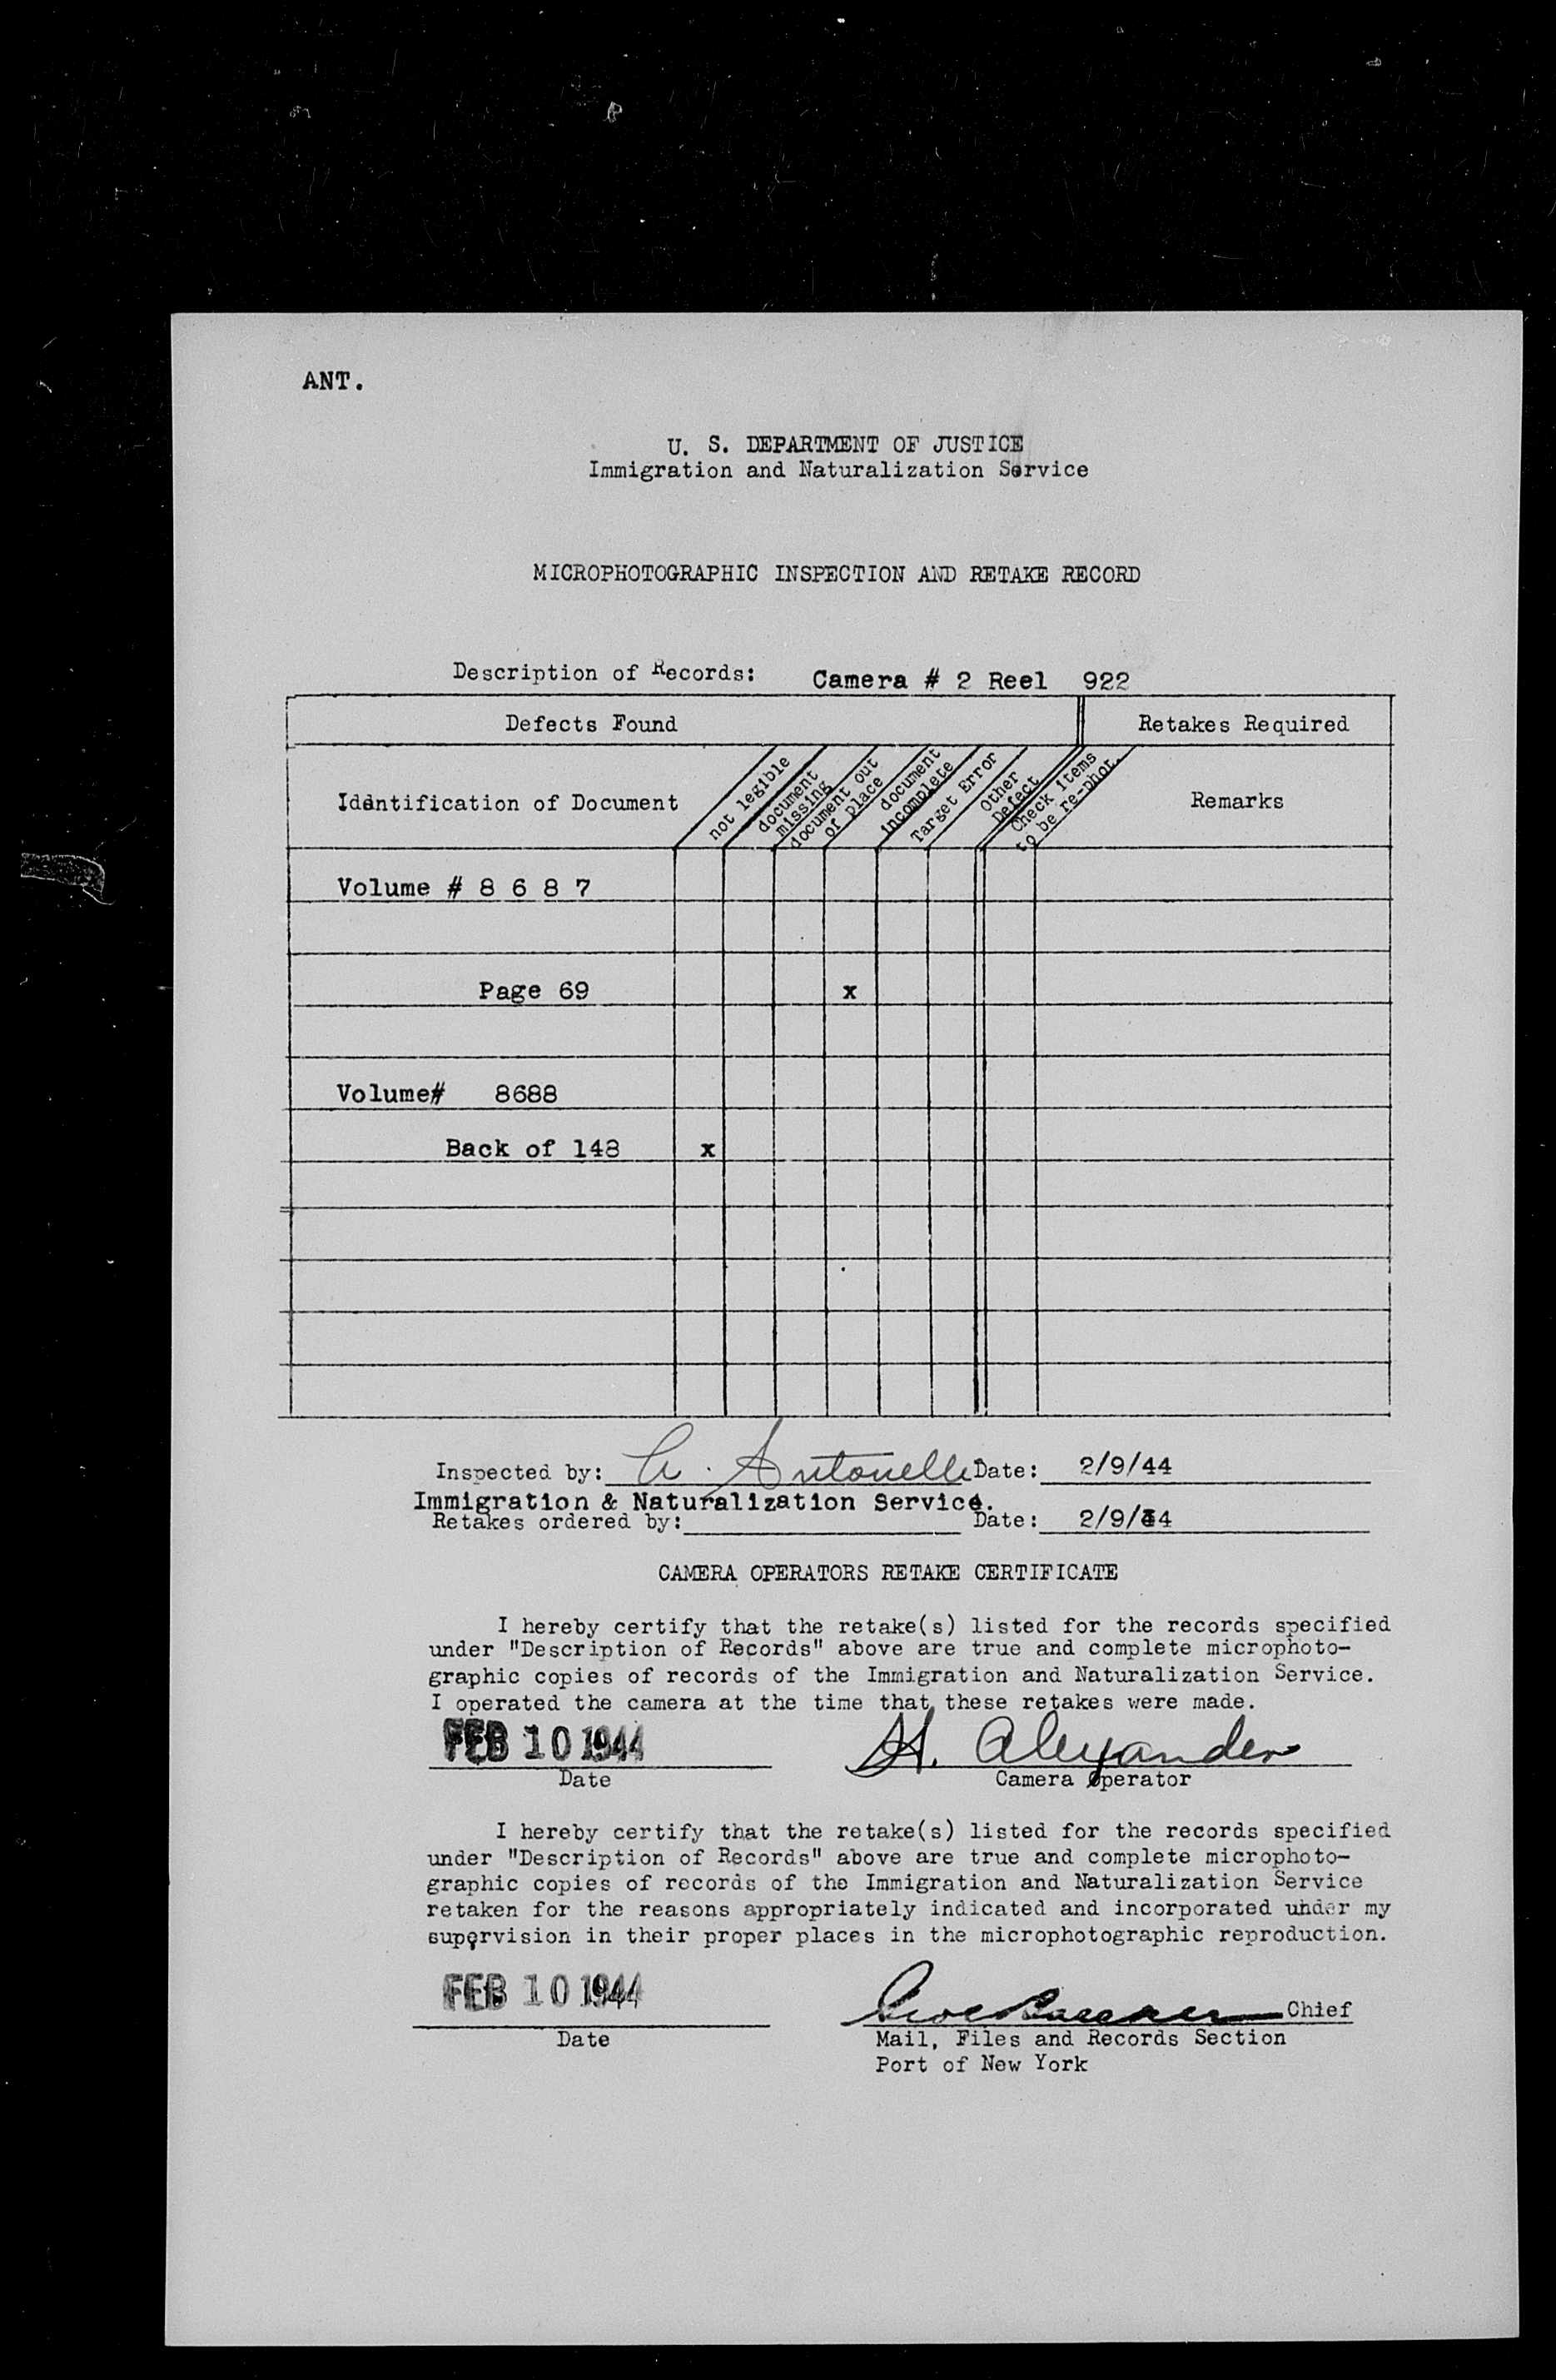 ANT.
U. S. DEPARTMENT OF JUSTICE
Immigration and Naturalization Service
MICROPHOTOGRAPHIC INSPECTION AND RETAKE RECORD
Description of Records: Camera # 2 Reel 922
Defects Found Retakes Required
Identification of Document
not legible
document
missing
document out
of place
document
incomplete
Target Error
Other
Defect
Check items
to be re-phot.
Remarks
Volume # 8 6 8 7
Page 69 x
Volume# 8688
Back of 148 x
Inspected by: A. Antonelli Date: 2/9/44
Immigration & Naturalization Service.
Retakes ordered by: Date: 2/9/44
CAMERA OPERATORS RETAKE CERTIFICATE
I hereby certify that the retake(s) listed for the records specified
under "Description of Records" above are true and complete microphoto-
graphic copies of records of the Immigration and Naturalization Service.
I operated the camera at the time that these retakes were made.
FEB 10 1944 H. Alexander
Date Camera Operator
I hereby certify that the retake(s) listed for the records specified
under "Description of Records" above are true and complete microphoto-
graphic copies of records of the Immigration and Naturalization Service
retaken for the reasons appropriately indicated and incorporated under my
supervision in their proper places in the microphotographic reproduction.
FEB 10 1944 Chief
Date Mail, Files and Records Section
Port of New York